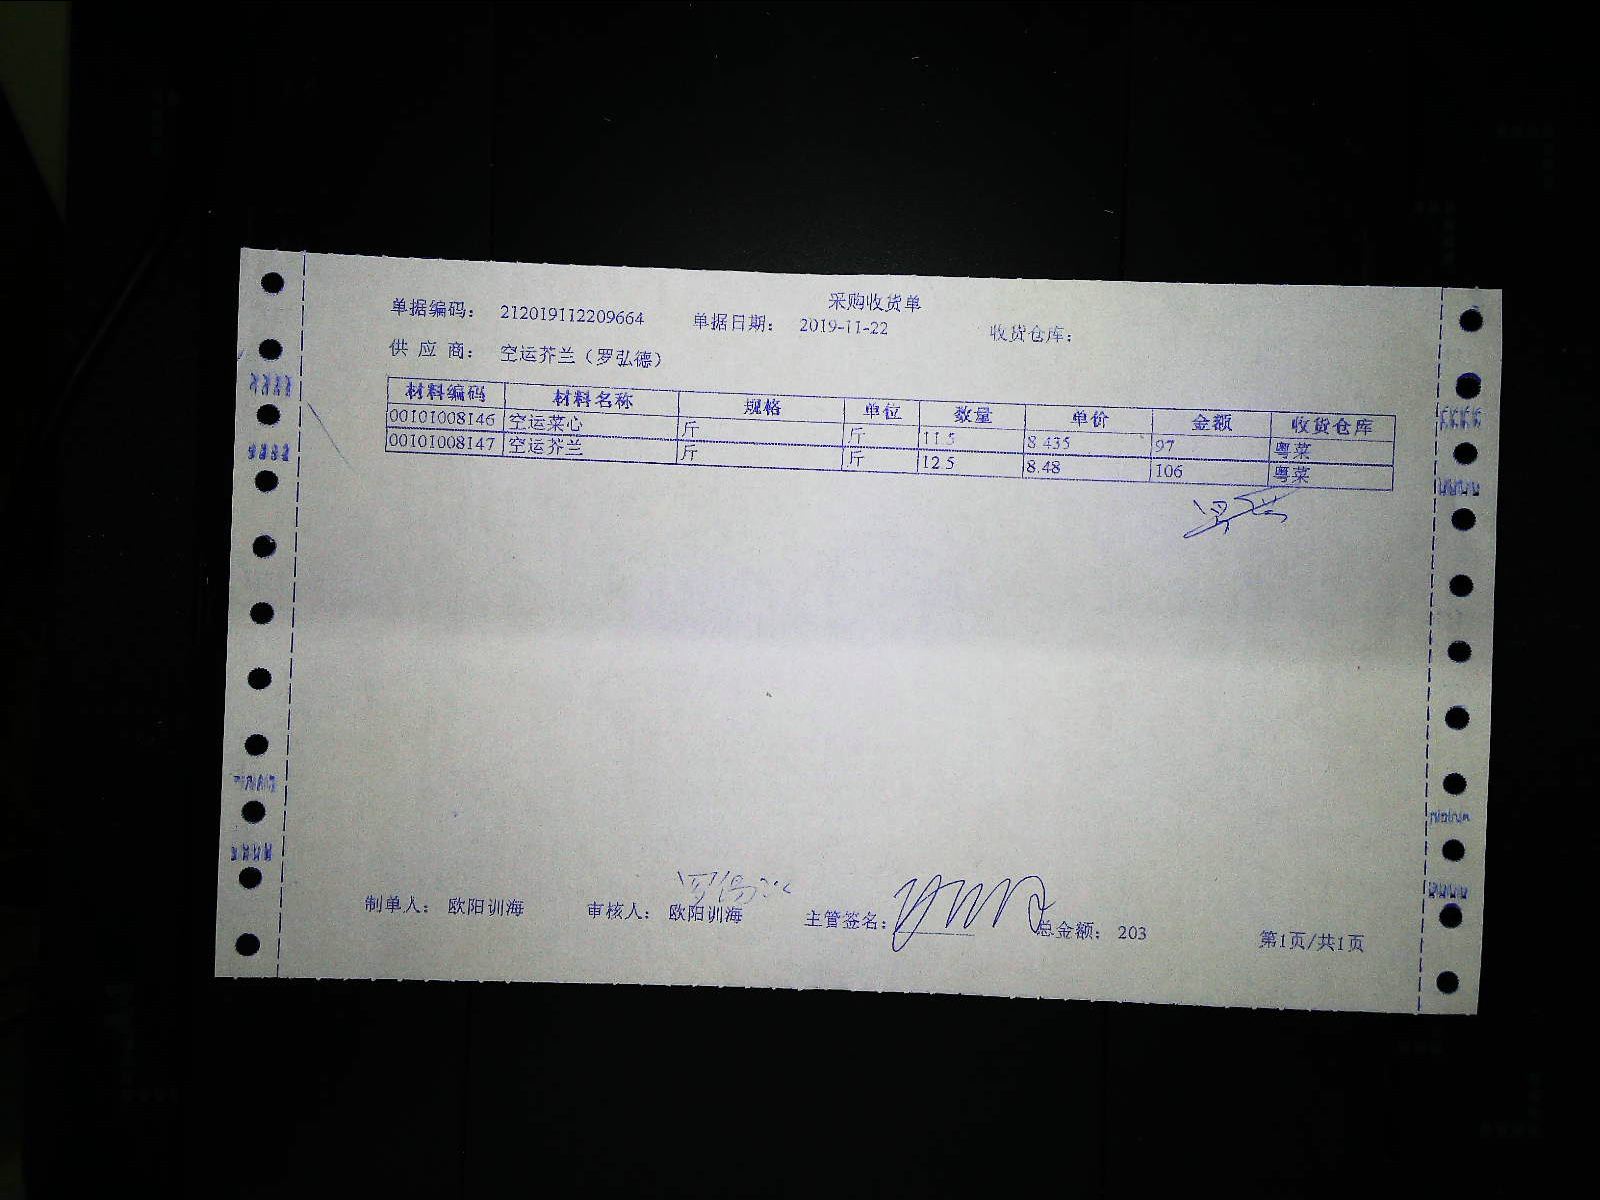 采购收货单
单据编码： 212019112209664 单据日期： 2019-11-22 收货仓库：
供 应 商： 空运芥兰（罗弘德）
材料编码 材料名称 规格 单位 数量 单价 金额 收货仓库
00101008146 空运菜心 斤 斤 11.5 8.435 97 粤菜
00101008147 空运芥兰 斤 斤 12.5 8.48 106 粤菜
制单人： 欧阳训海 审核人： 欧阳训海 主管签名： 总金额： 203 第1页/共1页